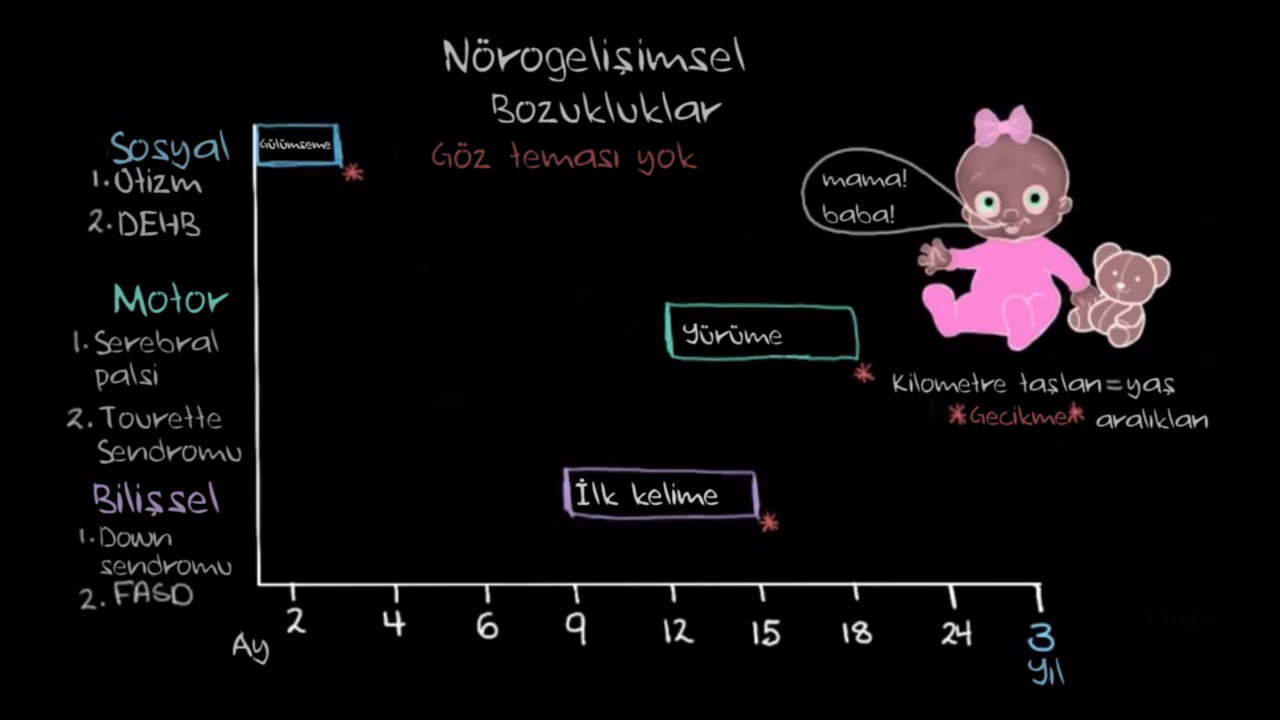 Nörogelişimsel
Bozukluklar
Göz teması yok
Sosyal
1. Otizm
2. DEHB
Gülümseme
*
mama!
baba!
Motor
1. Serebral
palsi
2. Tourette
Sendromu
Yürüme
*
Kilometre taşları=yaş
*Gecikme* aralıkları
Bilişsel
1. Down
sendromu
2. FASD
İlk kelime
*
Ay
2 4 6 9 12 15 18 24 3
yıl